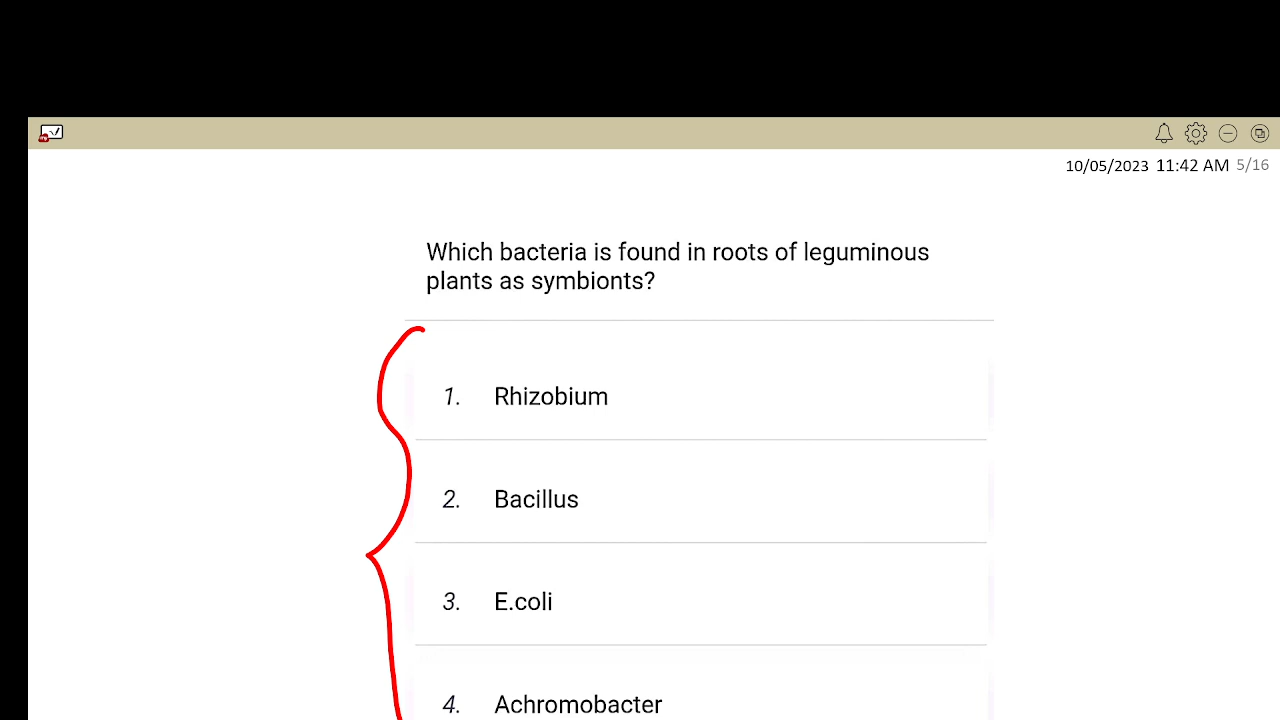 10/05/2023 11:42 AM 5/16
Which bacteria is found in roots of leguminous
plants as symbionts?
1. Rhizobium
2. Bacillus
3. E.coli
4. Achromobacter